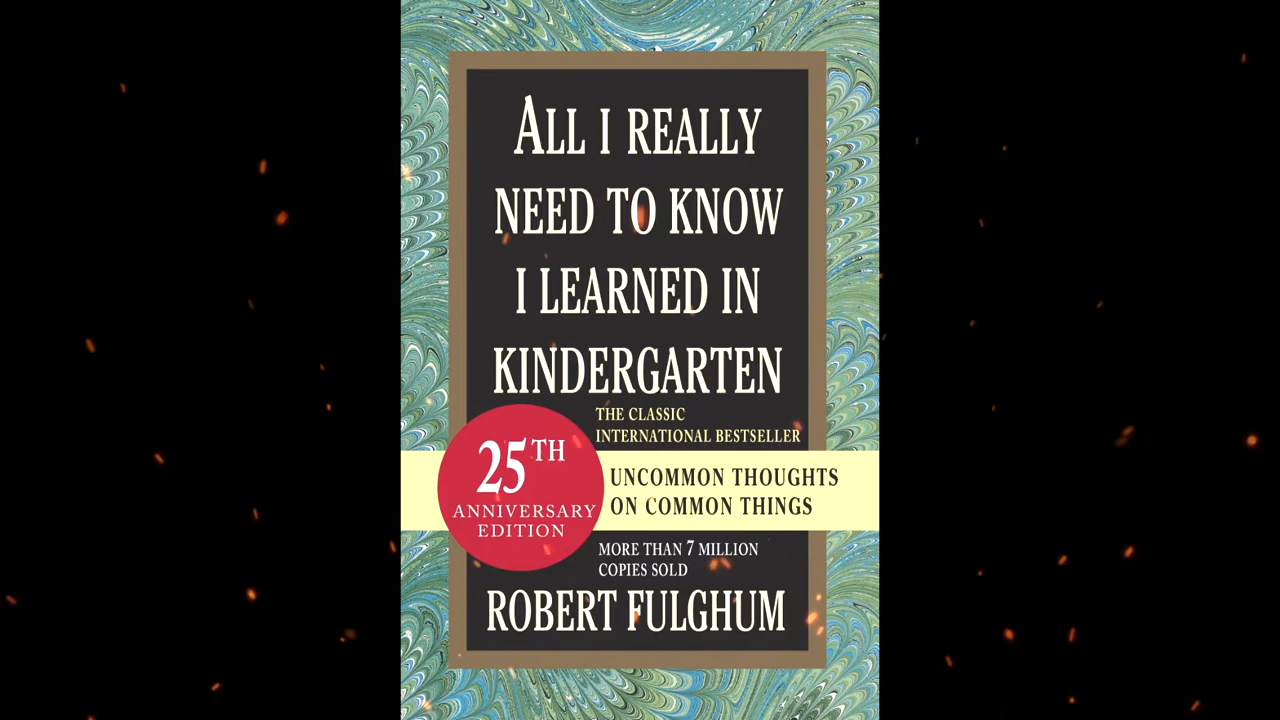 ALL I REALLY
NEED TO KNOW
I LEARNED IN
KINDERGARTEN
THE CLASSIC
INTERNATIONAL BESTSELLER
25TH
ANNIVERSARY
EDITION
UNCOMMON THOUGHTS
ON COMMON THINGS
MORE THAN 7 MILLION
COPIES SOLD
ROBERT FULGHUM